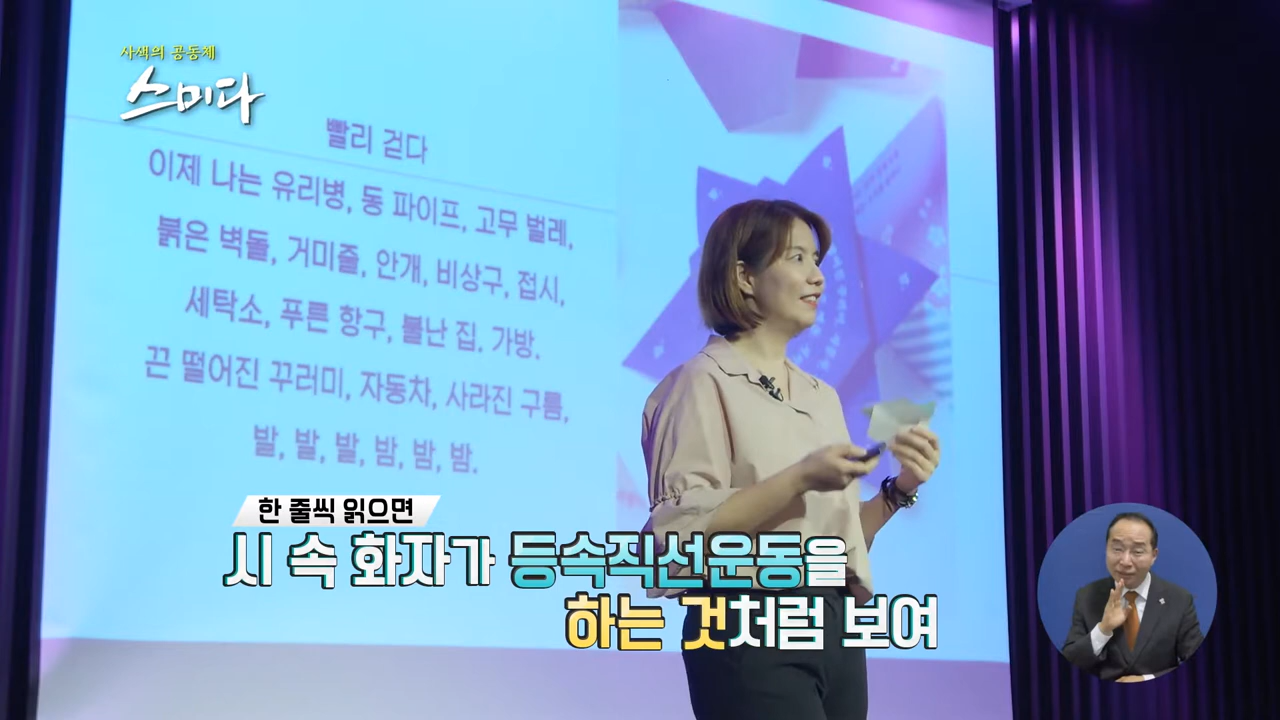 사색의 공동체
스미다
빨리 걷다
이제 나는 유리병, 동 파이프, 고무 벌레,
붉은 벽돌, 거미줄, 안개, 비상구, 접시,
세탁소, 푸른 항구, 불난 집. 가방.
끈 떨어진 꾸러미, 자동차, 사라진 구름,
발, 발, 발, 밤, 밤, 밤.
한 줄씩 읽으면
시 속 화자가 등속직선운동을
하는 것처럼 보여